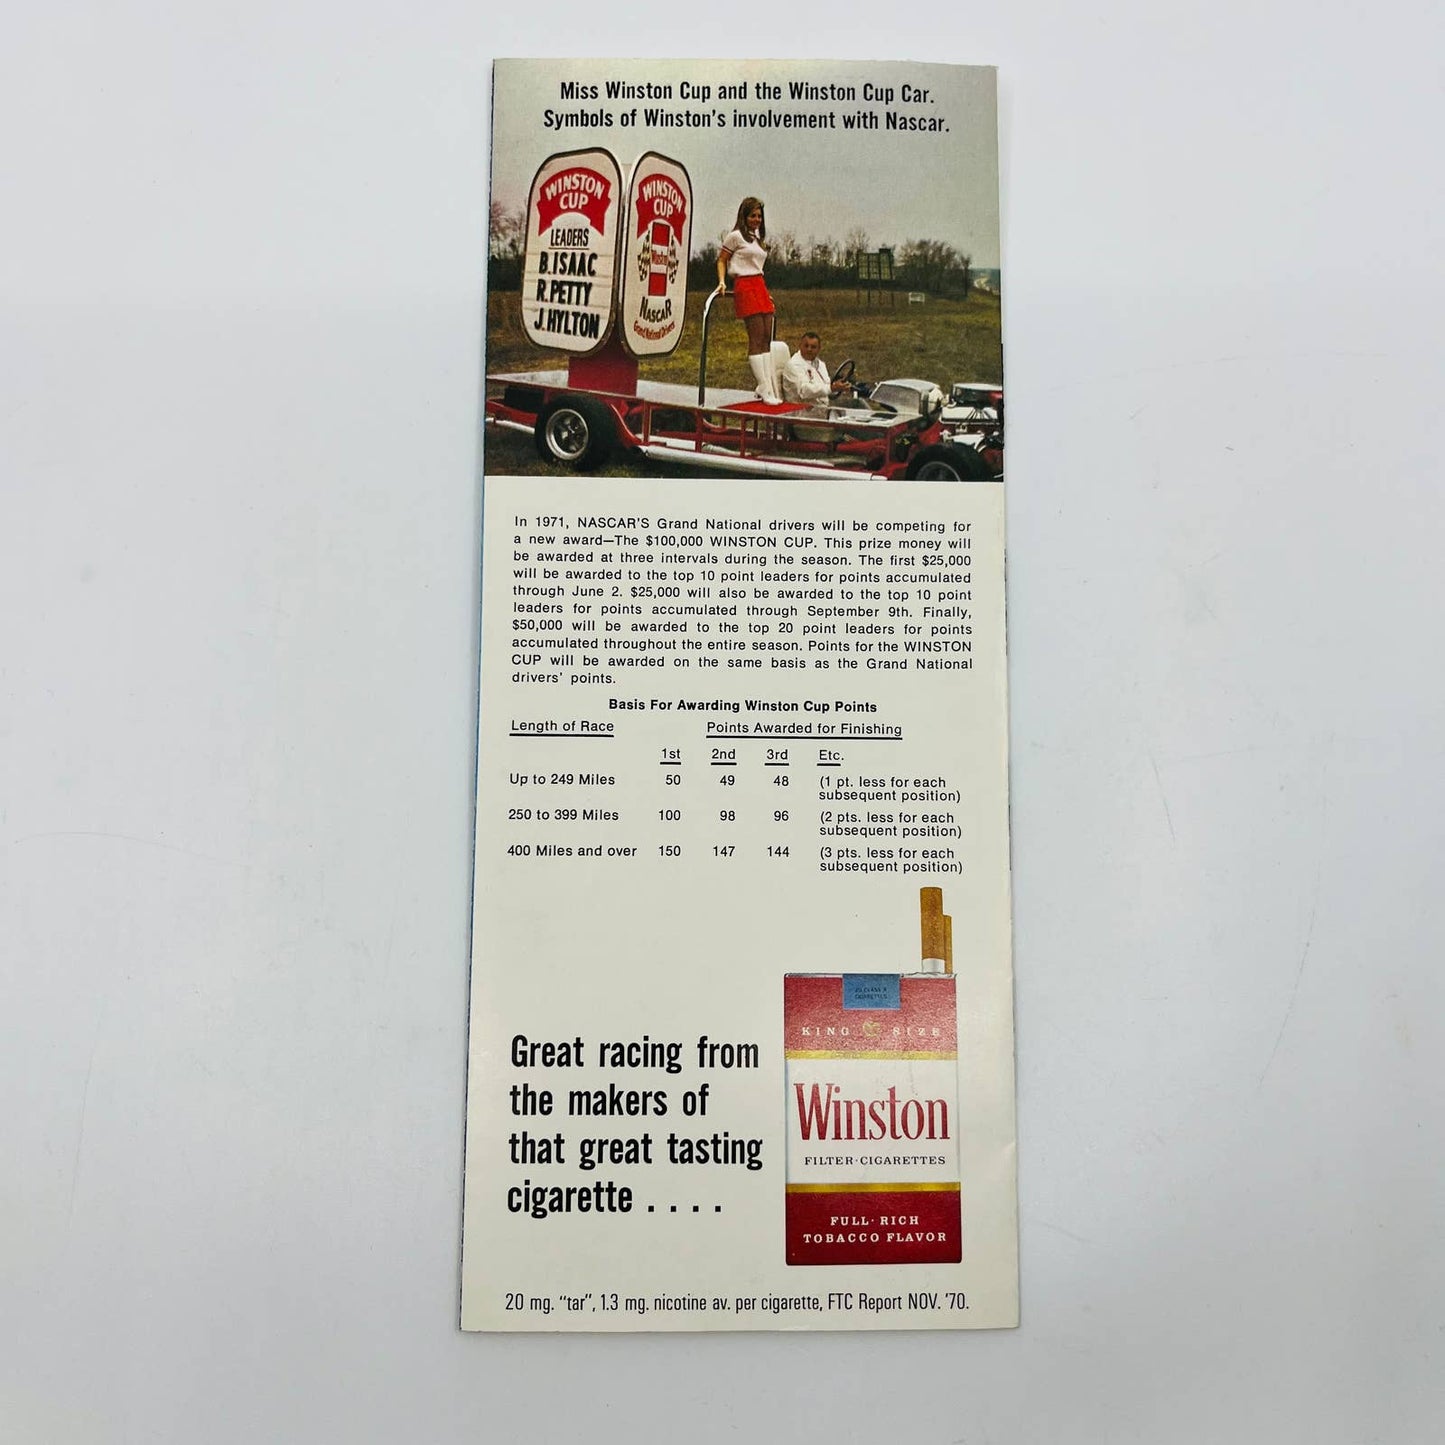 Miss Winston Cup and the Winston Cup Car.
Symbols of Winston's involvement with Nascar.
WINSTON
CUP
LEADERS
B.ISAAC
R.PETTY
J.HYLTON
WINSTON
CUP
Winston
NASCAR
Grand National Drivers
In 1971, NASCAR'S Grand National drivers will be competing for
a new award—The $100,000 WINSTON CUP. This prize money will
be awarded at three intervals during the season. The first $25,000
will be awarded to the top 10 point leaders for points accumulated
through June 2. $25,000 will also be awarded to the top 10 point
leaders for points accumulated through September 9th. Finally,
$50,000 will be awarded to the top 20 point leaders for points
accumulated throughout the entire season. Points for the WINSTON
CUP will be awarded on the same basis as the Grand National
drivers' points.
Basis For Awarding Winston Cup Points
Length of Race Points Awarded for Finishing
1st 2nd 3rd Etc.
Up to 249 Miles 50 49 48 (1 pt. less for each
subsequent position)
250 to 399 Miles 100 98 96 (2 pts. less for each
subsequent position)
400 Miles and over 150 147 144 (3 pts. less for each
subsequent position)
Great racing from
the makers of
that great tasting
cigarette . . . .
20 CLASS A
CIGARETTES
KING SIZE
Winston
FILTER·CIGARETTES
FULL·RICH
TOBACCO FLAVOR
20 mg. "tar", 1.3 mg. nicotine av. per cigarette, FTC Report NOV. '70.